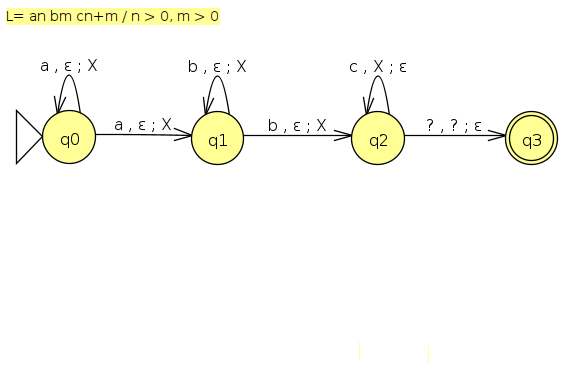 L= an bm cn+m / n > 0, m > 0
a , ε ; X
b , ε ; X
c , X ; ε
a , ε ; X
b , ε ; X
? , ? ; ε
q0
q1
q2
q3